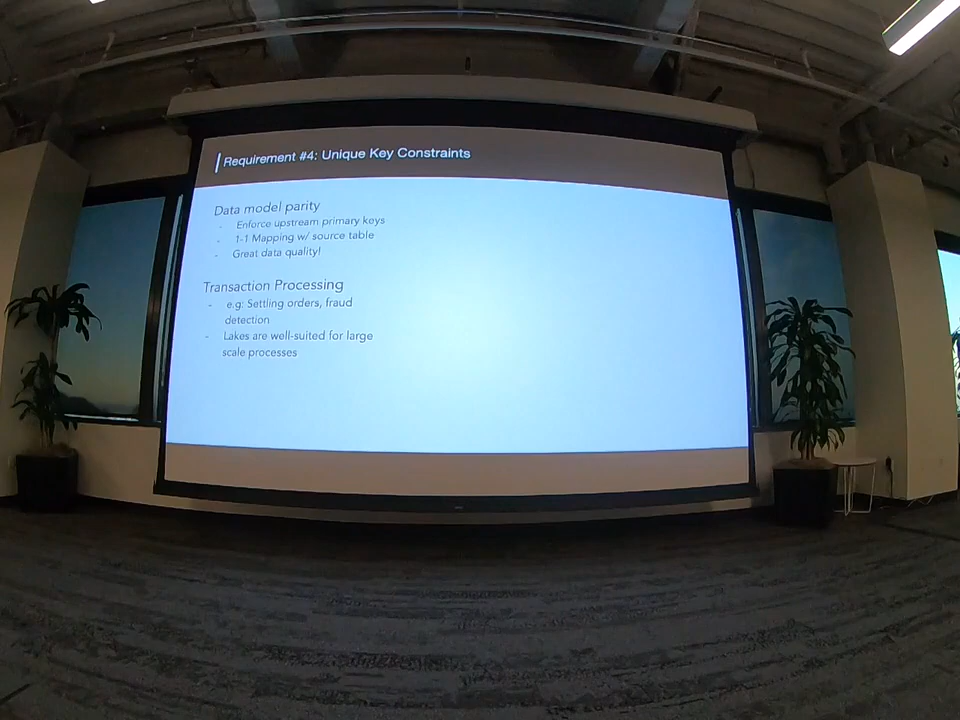 Requirement #4: Unique Key Constraints
Data model parity
- Enforce upstream primary keys
- 1-1 Mapping w/ source table
- Great data quality!
Transaction Processing
- e.g: Settling orders, fraud
detection
- Lakes are well-suited for large
scale processes